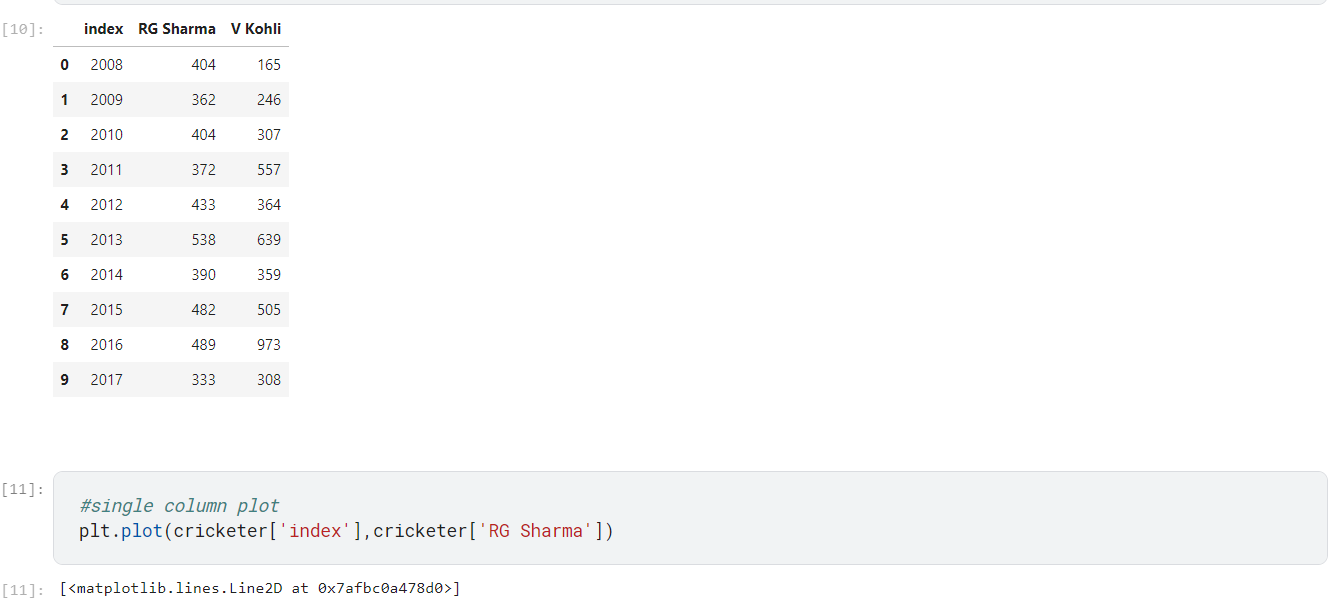 [10]:
index RG Sharma V Kohli
0 2008 404 165
1 2009 362 246
2 2010 404 307
3 2011 372 557
4 2012 433 364
5 2013 538 639
6 2014 390 359
7 2015 482 505
8 2016 489 973
9 2017 333 308
[11]:
#single column plot
plt.plot(cricketer['index'],cricketer['RG Sharma'])
[11]: [<matplotlib.lines.Line2D at 0x7afbc0a478d0>]